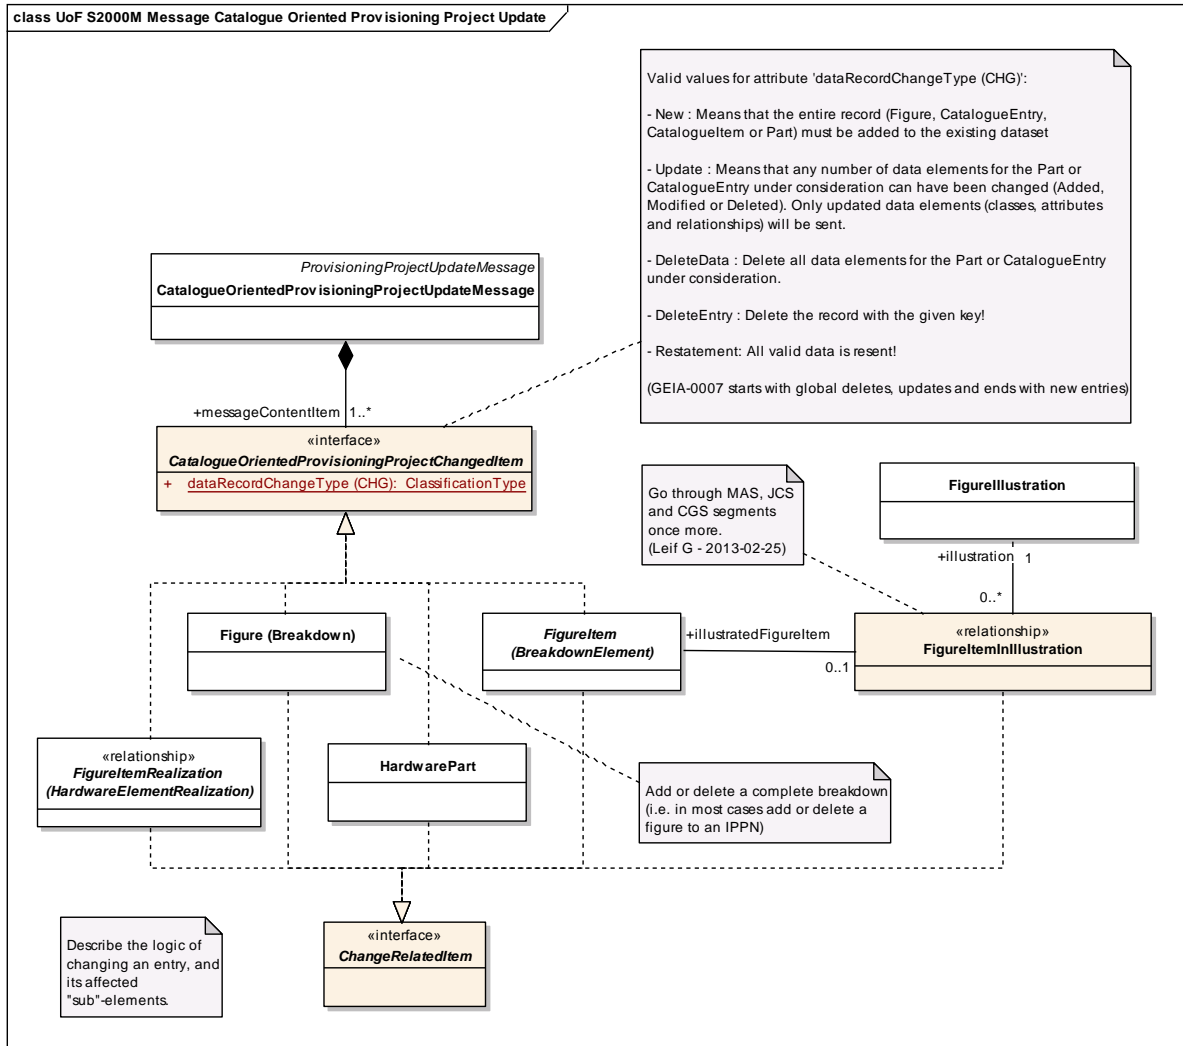 class UoF S2000M Message Catalogue Oriented Provisioning Project Update
Valid values for attribute 'dataRecordChangeType (CHG)':
- New : Means that the entire record (Figure, CatalogueEntry,
CatalogueItem or Part) must be added to the existing dataset
- Update : Means that any number of data elements for the Part or
CatalogueEntry under consideration can have been changed (Added,
Modified or Deleted). Only updated data elements (classes, attributes
and relationships) will be sent.
- DeleteData : Delete all data elements for the Part or CatalogueEntry
under consideration.
- DeleteEntry : Delete the record with the given key!
- Restatement: All valid data is resent!
(GEIA-0007 starts with global deletes, updates and ends with new entries)
ProvisioningProjectUpdateMessage
CatalogueOrientedProvisioningProjectUpdateMessage
+messageContentItem 1..*
«interface»
CatalogueOrientedProvisioningProjectChangedItem
+ dataRecordChangeType (CHG): ClassificationType
Go through MAS, JCS
and CGS segments
once more.
(Leif G - 2013-02-25)
FigureIllustration
+illustration 1
0..*
Figure (Breakdown)
FigureItem
(BreakdownElement)
+illustratedFigureItem
0..1
«relationship»
FigureItemInIllustration
«relationship»
FigureItemRealization
(HardwareElementRealization)
HardwarePart
Add or delete a complete breakdown
(i.e. in most cases add or delete a
figure to an IPPN)
Describe the logic of
changing an entry, and
its affected
"sub"-elements.
«interface»
ChangeRelatedItem